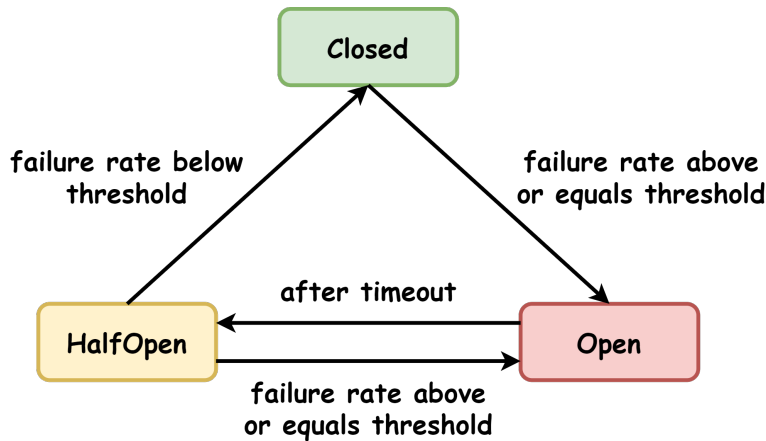 Closed
failure rate below
threshold
failure rate above
or equals threshold
after timeout
HalfOpen
Open
failure rate above
or equals threshold